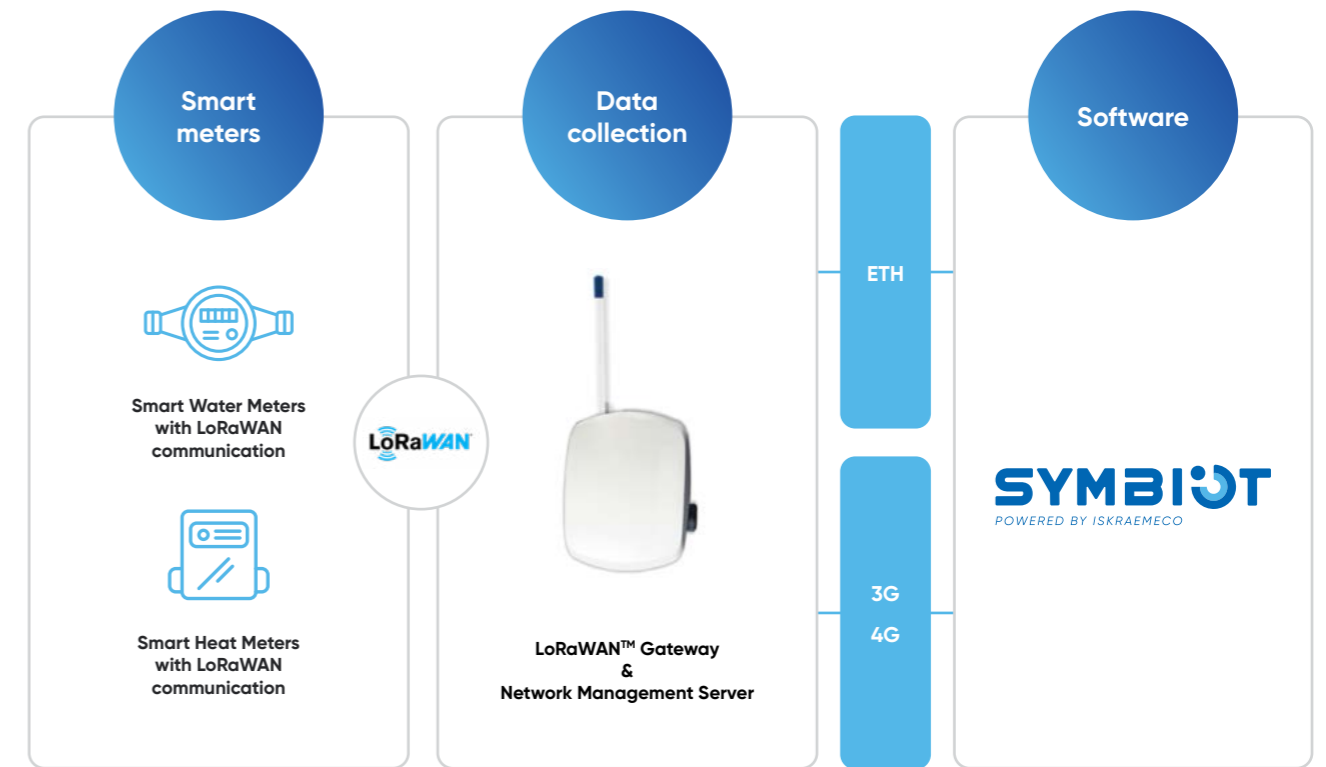 Smart
meters
Data
collection
Software
ETH
Smart Water Meters
with LoRaWAN
communication
LoRaWAN
SYMBIOT
POWERED BY ISKRAEMECO
3G
4G
Smart Heat Meters
with LoRaWAN
communication
LoRaWAN™ Gateway
&
Network Management Server